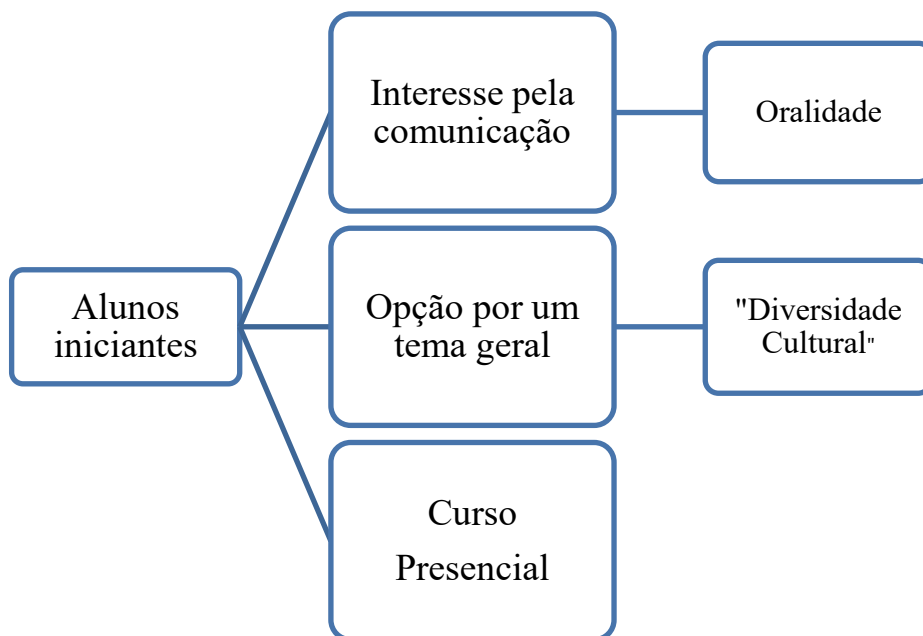 Alunos
iniciantes
Interesse pela
comunicação
Oralidade
Opção por um
tema geral
"Diversidade
Cultural"
Curso
Presencial